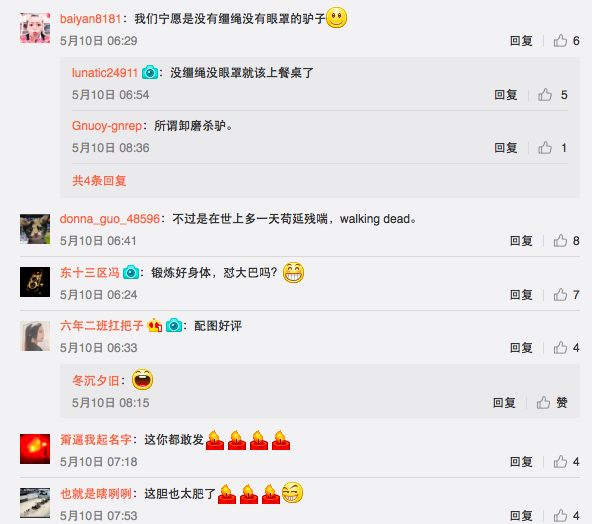 baiyan8181：我们宁愿是没有缰绳没有眼罩的驴子
5月10日 06:29 回复 6
lunatic24911：没缰绳没眼罩就该上餐桌了
5月10日 06:54 回复 5
Gnuoy-gnrep：所谓卸磨杀驴。
5月10日 08:36 回复 1
共4条回复
donna_guo_48596：不过是在世上多一天苟延残喘，walking dead。
5月10日 06:41 回复 8
东十三区冯：锻炼好身体，怼大巴吗？
5月10日 06:24 回复 7
六年二班扛把子：配图好评
5月10日 06:33 回复 4
冬沉夕旧：
5月10日 08:15 回复 赞
甭逼我起名字：这你都敢发
5月10日 07:18 回复 4
也就是瞎咧咧：这胆也太肥了
5月10日 07:53 回复 4